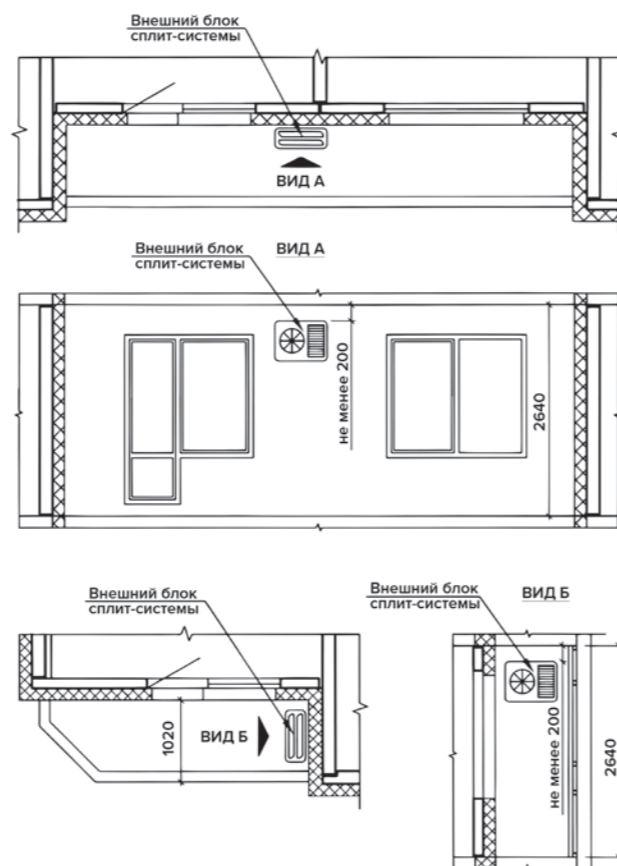 Внешний блок
сплит-системы
ВИД А
Внешний блок
сплит-системы
ВИД А
не менее 200
2640
Внешний блок
сплит-системы
1020
ВИД Б
Внешний блок
сплит-системы
ВИД Б
не менее 200
2640